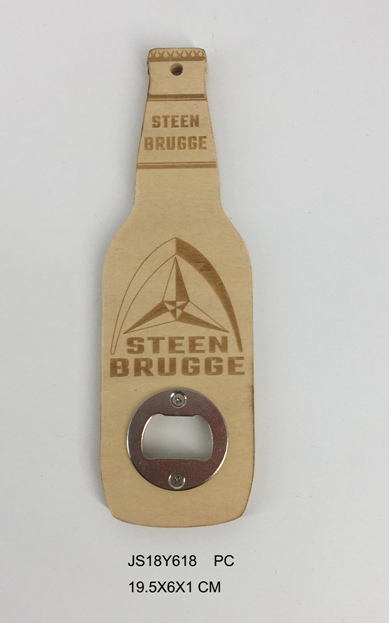 STEEN
BRUGGE
STEEN
BRUGGE
JS18Y618 PC
19.5X6X1 CM